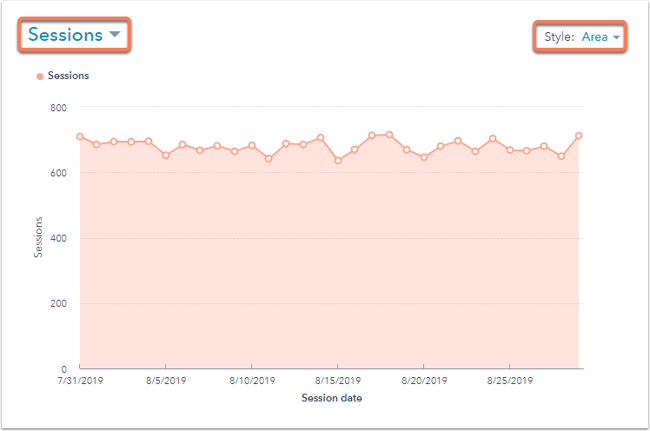 Sessions
Style: Area
Sessions
800
600
400
200
0
Sessions
7/31/2019 8/5/2019 8/10/2019 8/15/2019 8/20/2019 8/25/2019
Session date